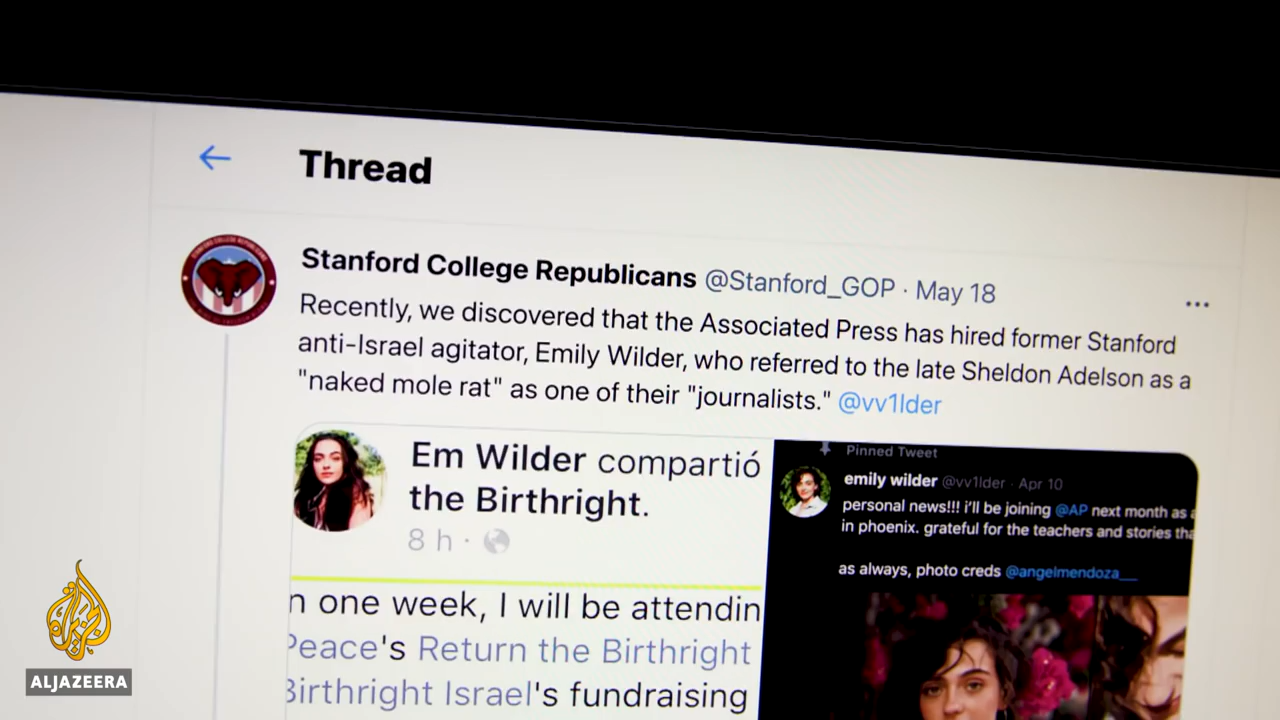 Thread
Stanford College Republicans @Stanford_GOP · May 18
Recently, we discovered that the Associated Press has hired former Stanford
anti-Israel agitator, Emily Wilder, who referred to the late Sheldon Adelson as a
"naked mole rat" as one of their "journalists." @vv1lder
Em Wilder compartió
the Birthright.
8 h ·
n one week, I will be attendin
Peace's Return the Birthright
Birthright Israel's fundraising
Pinned Tweet
emily wilder @vv1lder · Apr 10
personal news!!! i'll be joining @AP next month as a
in phoenix. grateful for the teachers and stories tha
as always, photo creds @angelmendoza__
ALJAZEERA